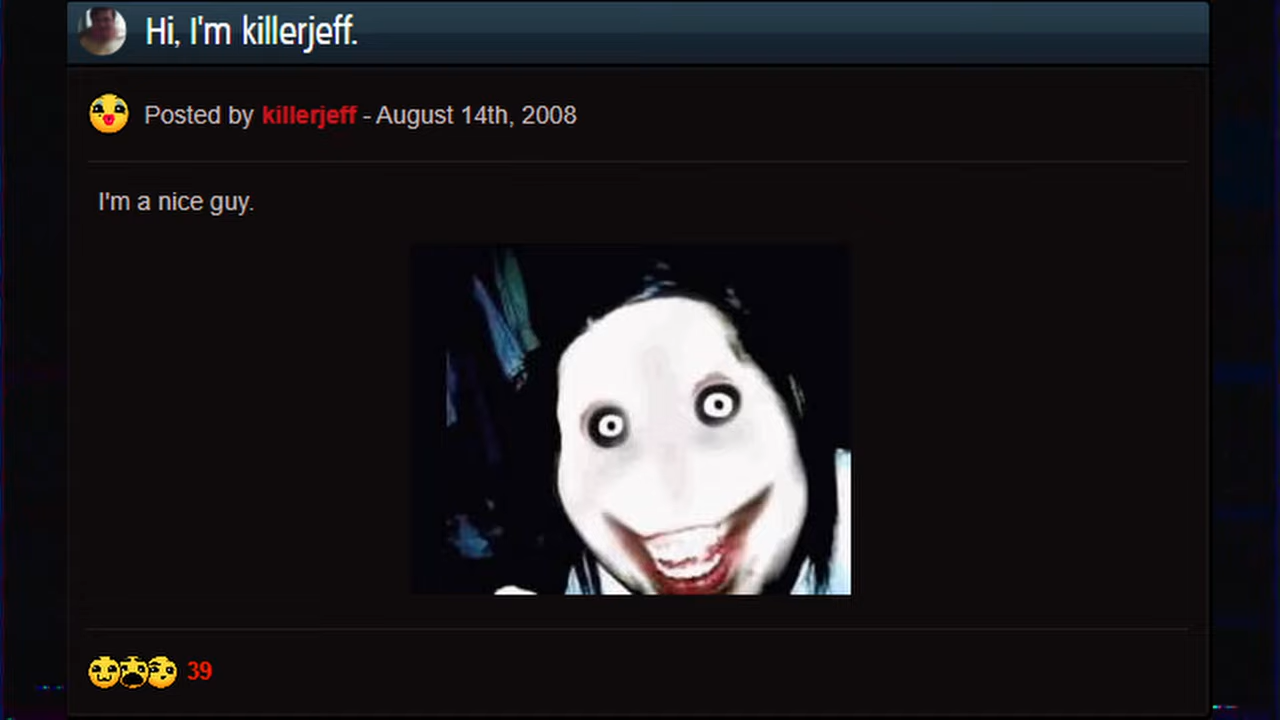 Hi, I'm killerjeff.
Posted by killerjeff - August 14th, 2008
I'm a nice guy.
39